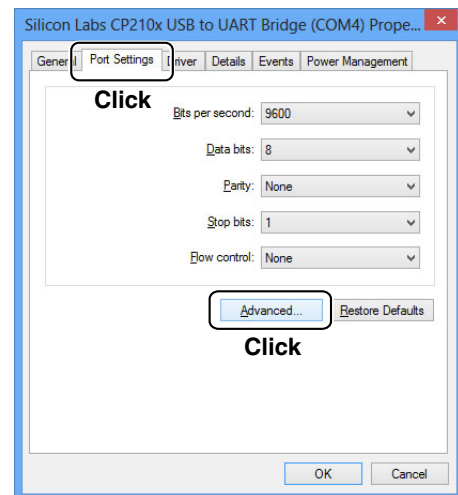 Silicon Labs CP210x USB to UART Bridge (COM4) Prope...
General Port Settings Driver Details Events Power Management
Click
Bits per second: 9600
Data bits: 8
Parity: None
Stop bits: 1
Flow control: None
Advanced... Restore Defaults
Click
OK Cancel